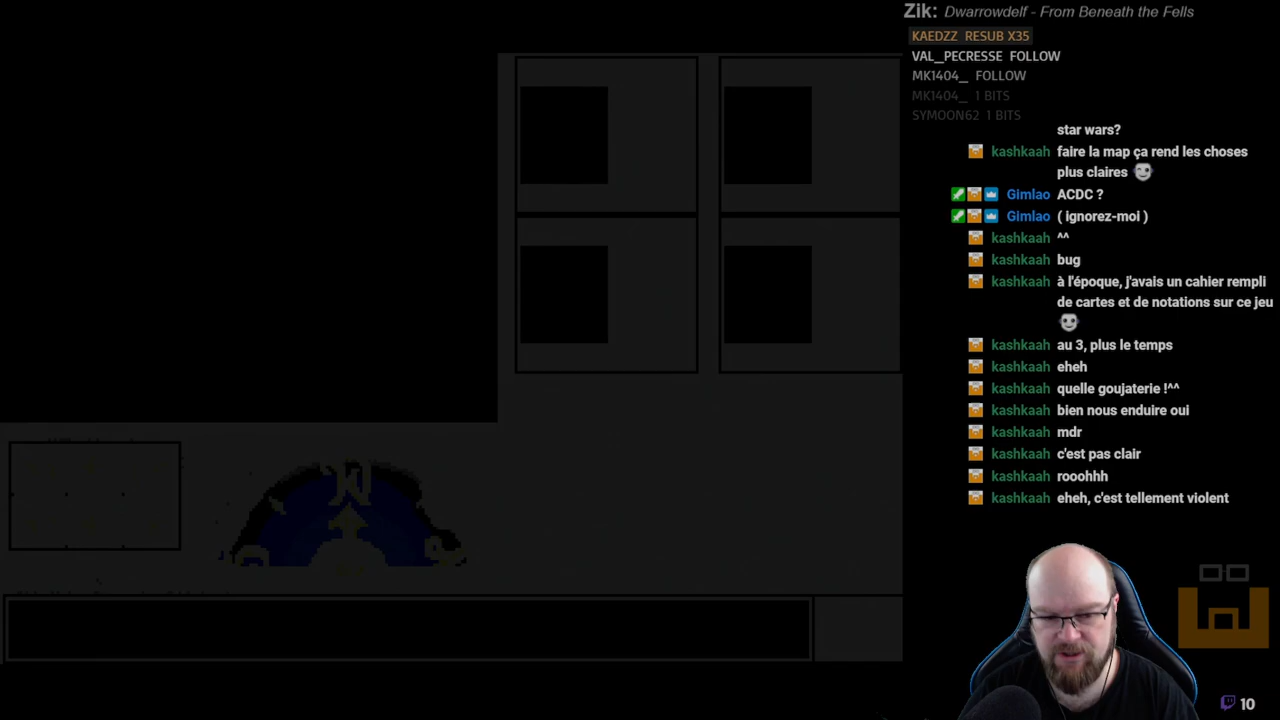 Zik: Dwarrowdelf - From Beneath the Fells
KAEDZZ RESUB X35
VAL__PECRESSE FOLLOW
MK1404_ FOLLOW
MK1404_ 1 BITS
SYMOON62 1 BITS
star wars?
kashkaah faire la map ça rend les choses
plus claires
Gimlao ACDC ?
Gimlao ( ignorez-moi )
kashkaah ^^
kashkaah bug
kashkaah à l'époque, j'avais un cahier rempli
de cartes et de notations sur ce jeu
kashkaah au 3, plus le temps
kashkaah eheh
kashkaah quelle goujaterie !^^
kashkaah bien nous enduire oui
kashkaah mdr
kashkaah c'est pas clair
kashkaah rooohhh
kashkaah eheh, c'est tellement violent
10